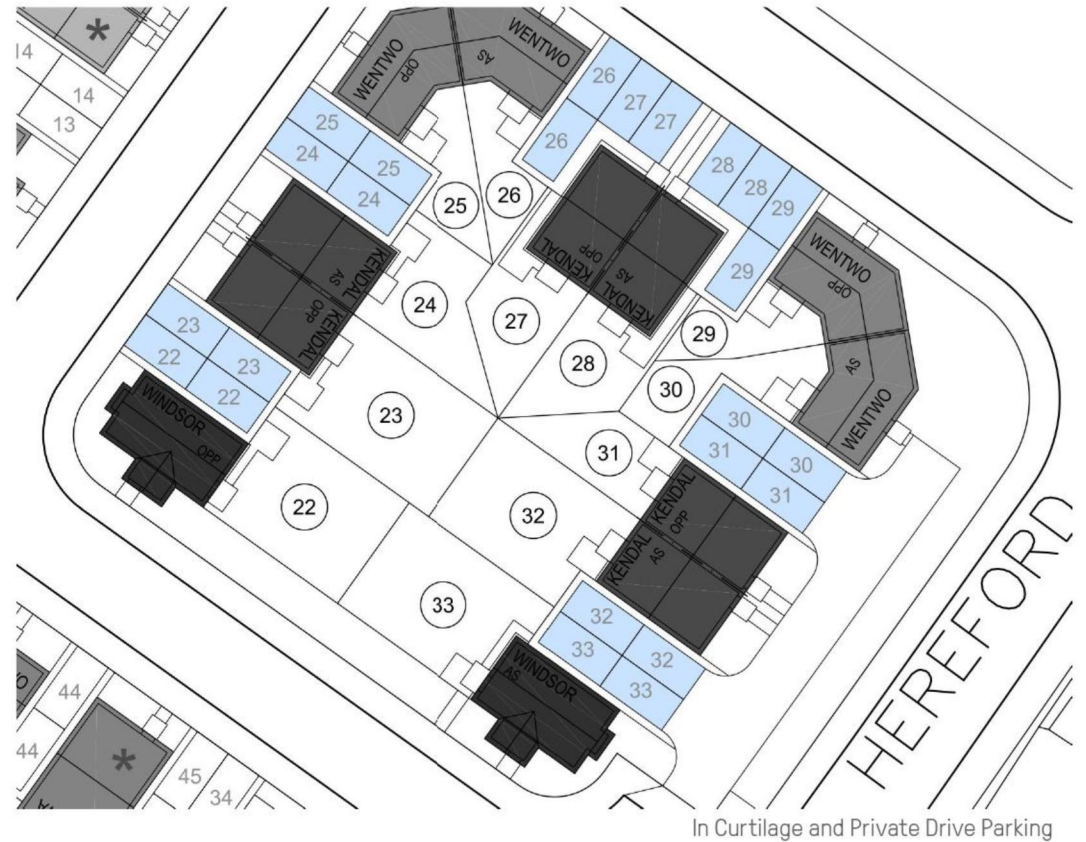 *
14
14
13
WENTWO
OPP
WENTWO
AS
26
27
27
26
25
24
25
24
28
28
29
29
25
26
KENDAL
AS
KENDAL
OPP
KENDAL
OPP
KENDAL
AS
WENTWO
OPP
AS
WENTWO
24
27
28
29
30
23
22
23
22
WINDSOR
OPP
23
31
30
31
30
31
KENDAL
OPP
KENDAL
AS
22
32
33
32
33
32
33
WINDSOR
AS
HEREFORD
44
44
*
45
34
In Curtilage and Private Drive Parking